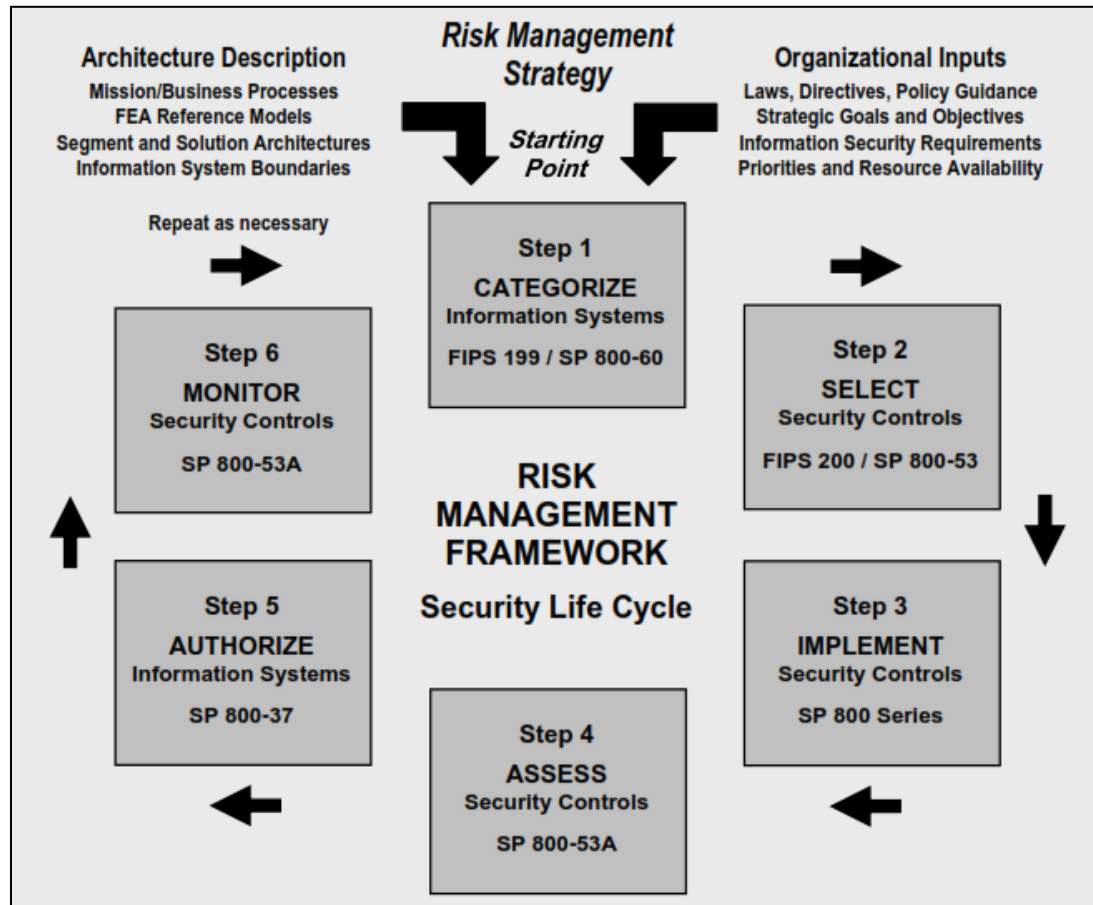 Risk Management
Strategy
Architecture Description
Mission/Business Processes
FEA Reference Models
Segment and Solution Architectures
Information System Boundaries
Organizational Inputs
Laws, Directives, Policy Guidance
Strategic Goals and Objectives
Information Security Requirements
Priorities and Resource Availability
Starting
Point
Repeat as necessary
Step 1
CATEGORIZE
Information Systems
FIPS 199 / SP 800-60
Step 2
SELECT
Security Controls
FIPS 200 / SP 800-53
Step 3
IMPLEMENT
Security Controls
SP 800 Series
Step 4
ASSESS
Security Controls
SP 800-53A
Step 5
AUTHORIZE
Information Systems
SP 800-37
Step 6
MONITOR
Security Controls
SP 800-53A
RISK
MANAGEMENT
FRAMEWORK
Security Life Cycle